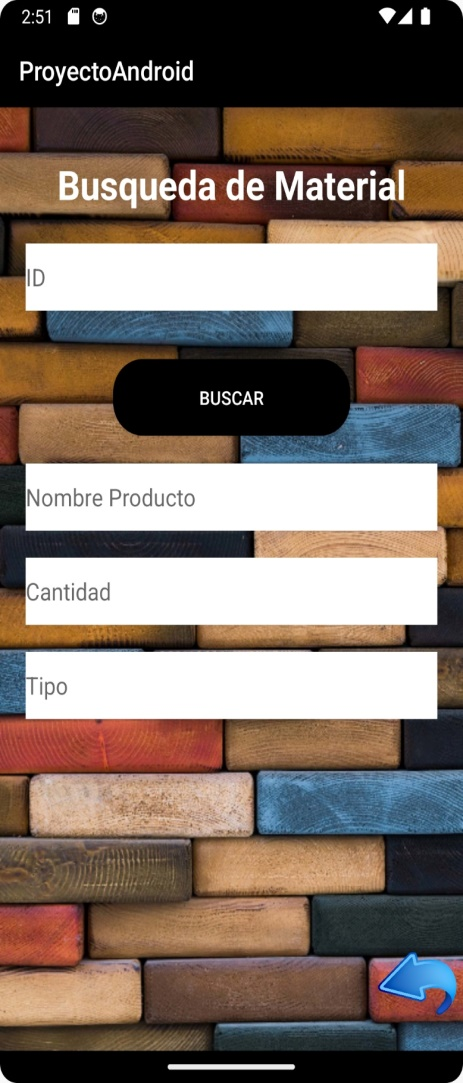 2:51
ProyectoAndroid
Busqueda de Material
ID
BUSCAR
Nombre Producto
Cantidad
Tipo